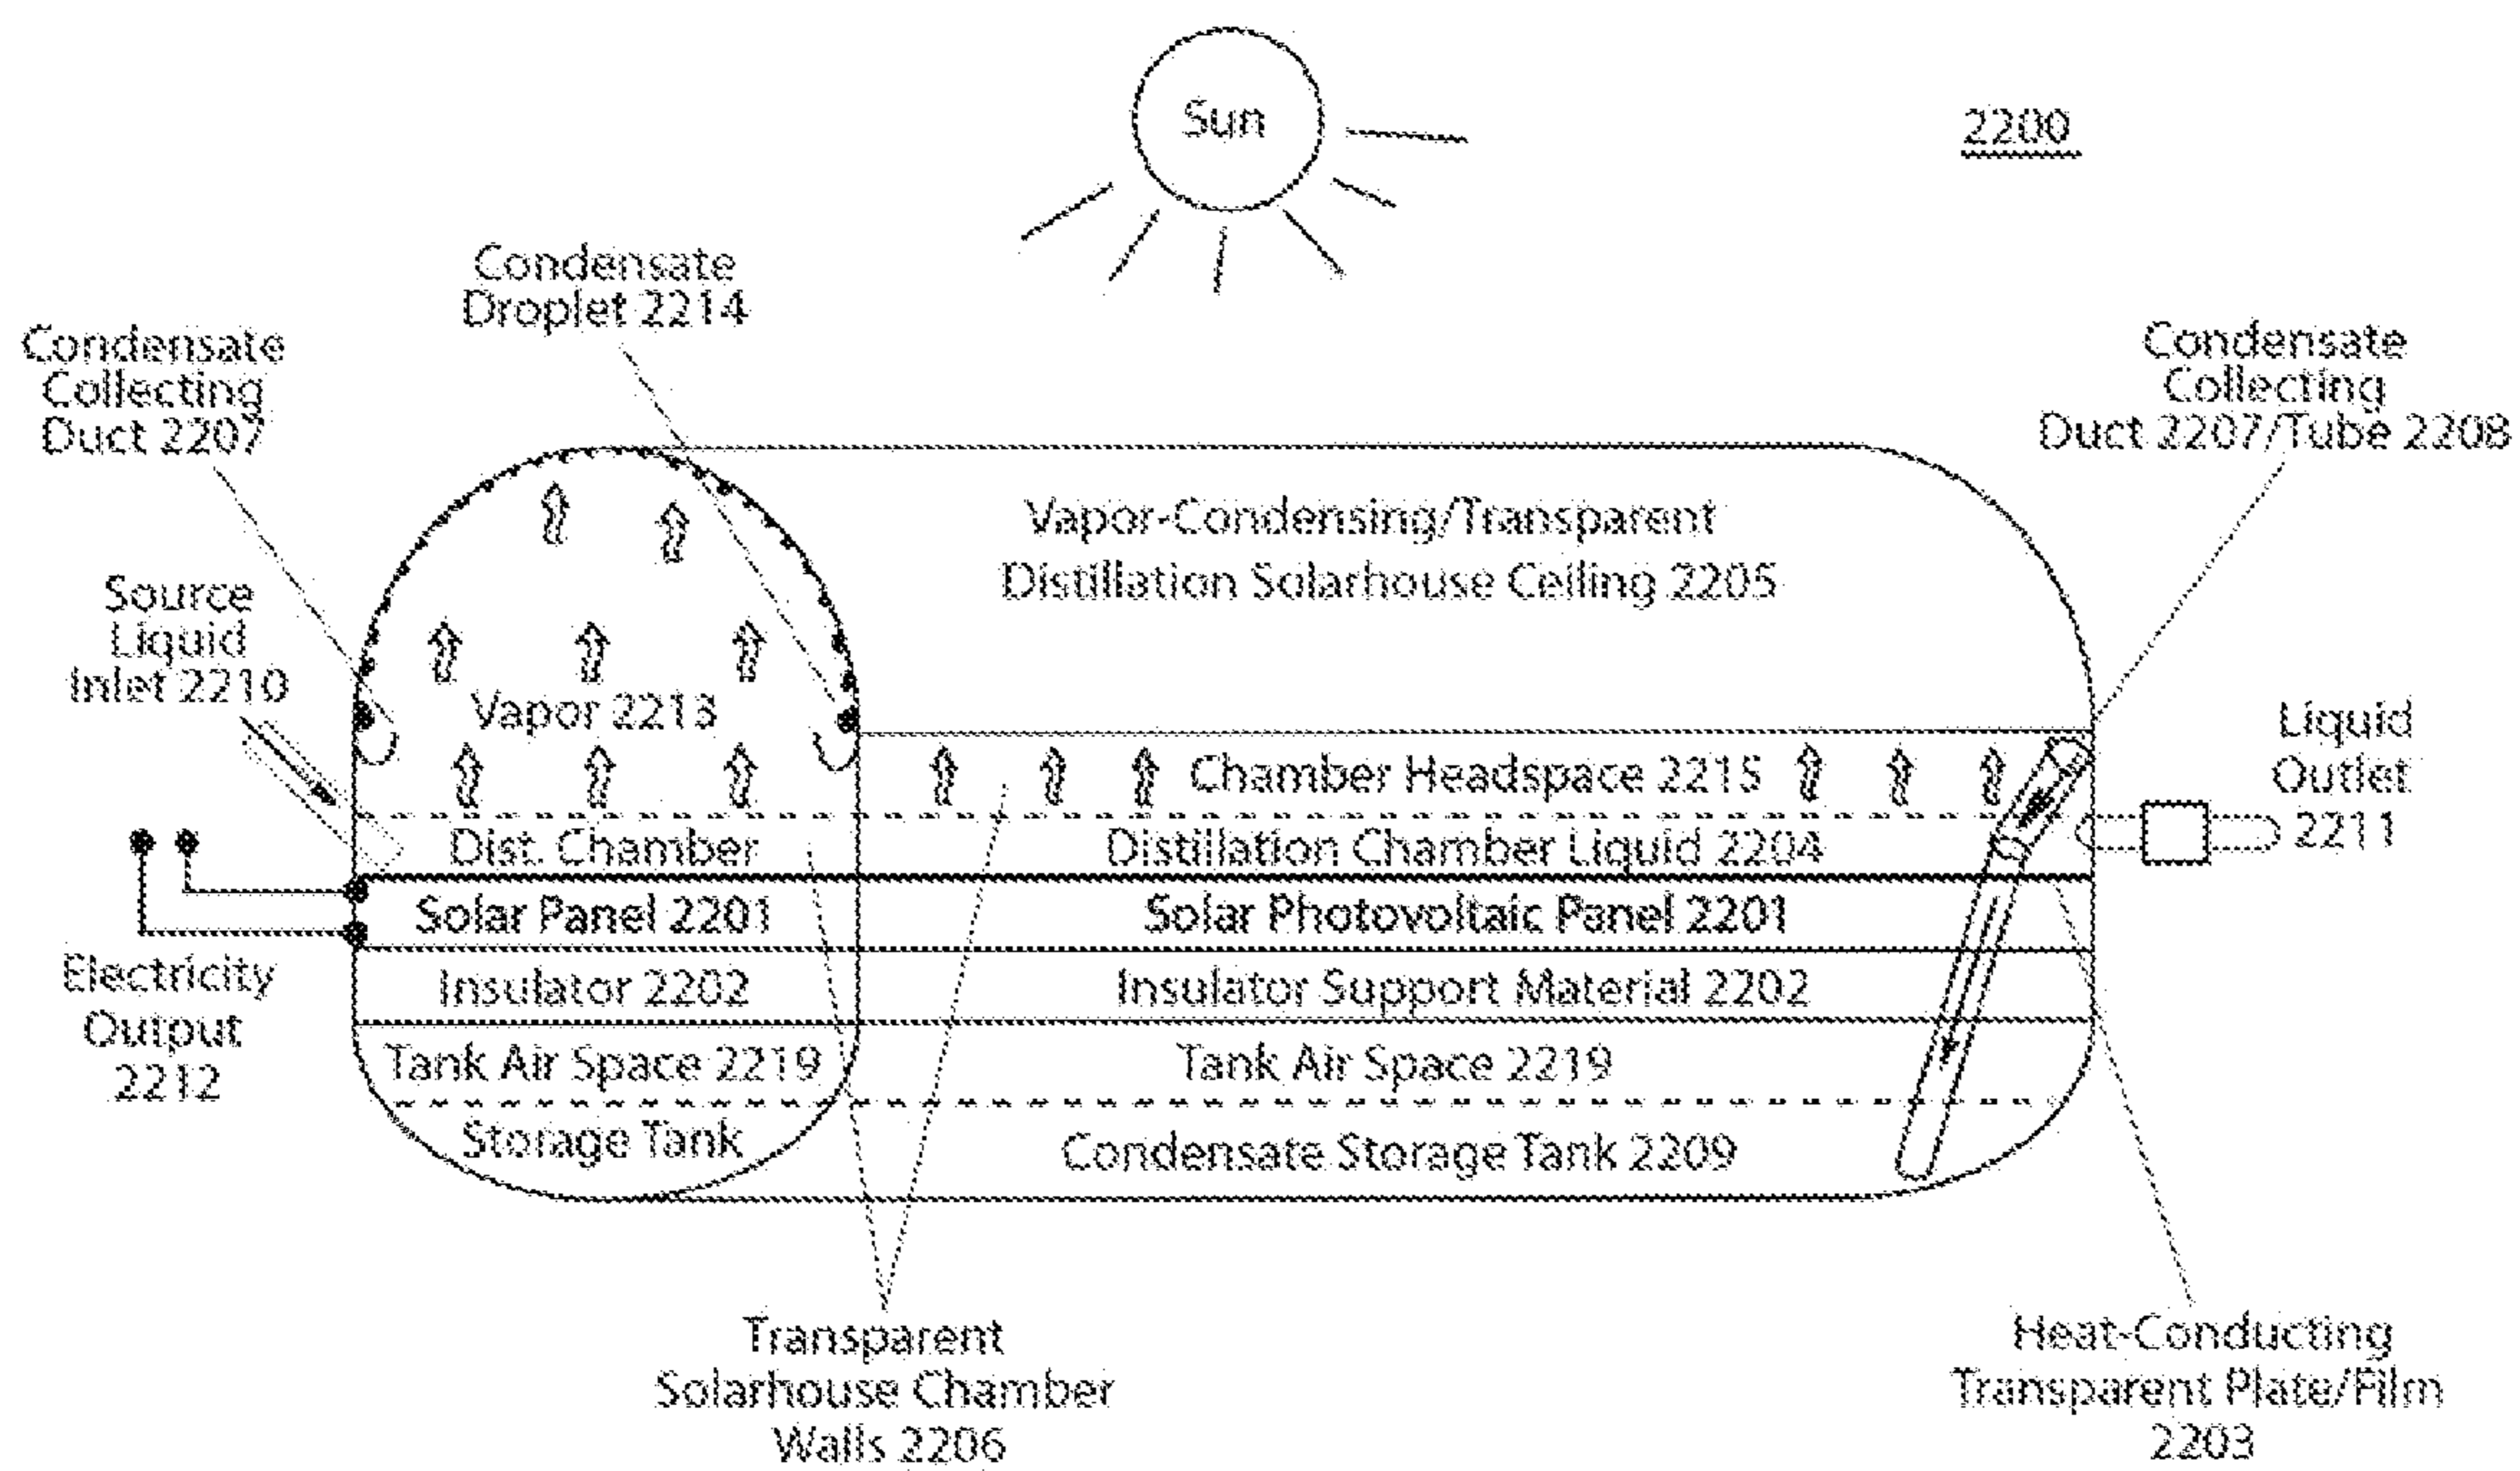 Sun
2200
Condensate
Droplet 2214
Condensate
Collecting
Duct 2207
Condensate
Collecting
Duct 2207/Tube 2208
Vapor-Condensing/Transparent
Distillation Solarhouse Ceiling 2205
Source
Liquid
Inlet 2210
Vapor 2213
Liquid
Outlet
2211
Chamber Headspace 2215
Dist. Chamber
Distillation Chamber Liquid 2204
Solar Panel 2201
Solar Photovoltaic Panel 2201
Electricity
Output
2212
Insulator 2202
Insulator Support Material 2202
Tank Air Space 2219
Tank Air Space 2219
Storage Tank
Condensate Storage Tank 2209
Transparent
Solarhouse Chamber
Walls 2206
Heat-Conducting
Transparent Plate/Film
2203